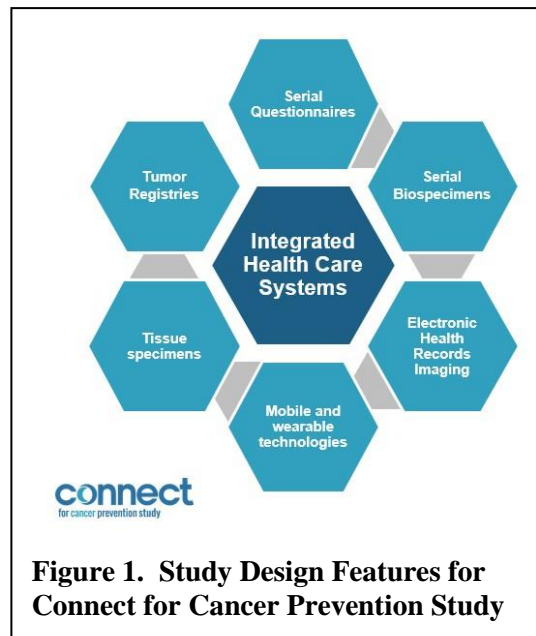 Serial
Questionnaires
Tumor
Registries
Serial
Biospecimens
Integrated
Health Care
Systems
Tissue
specimens
Electronic
Health
Records
Imaging
Mobile and
wearable
technologies
connect
for cancer prevention study
Figure 1.  Study Design Features for
Connect for Cancer Prevention Study